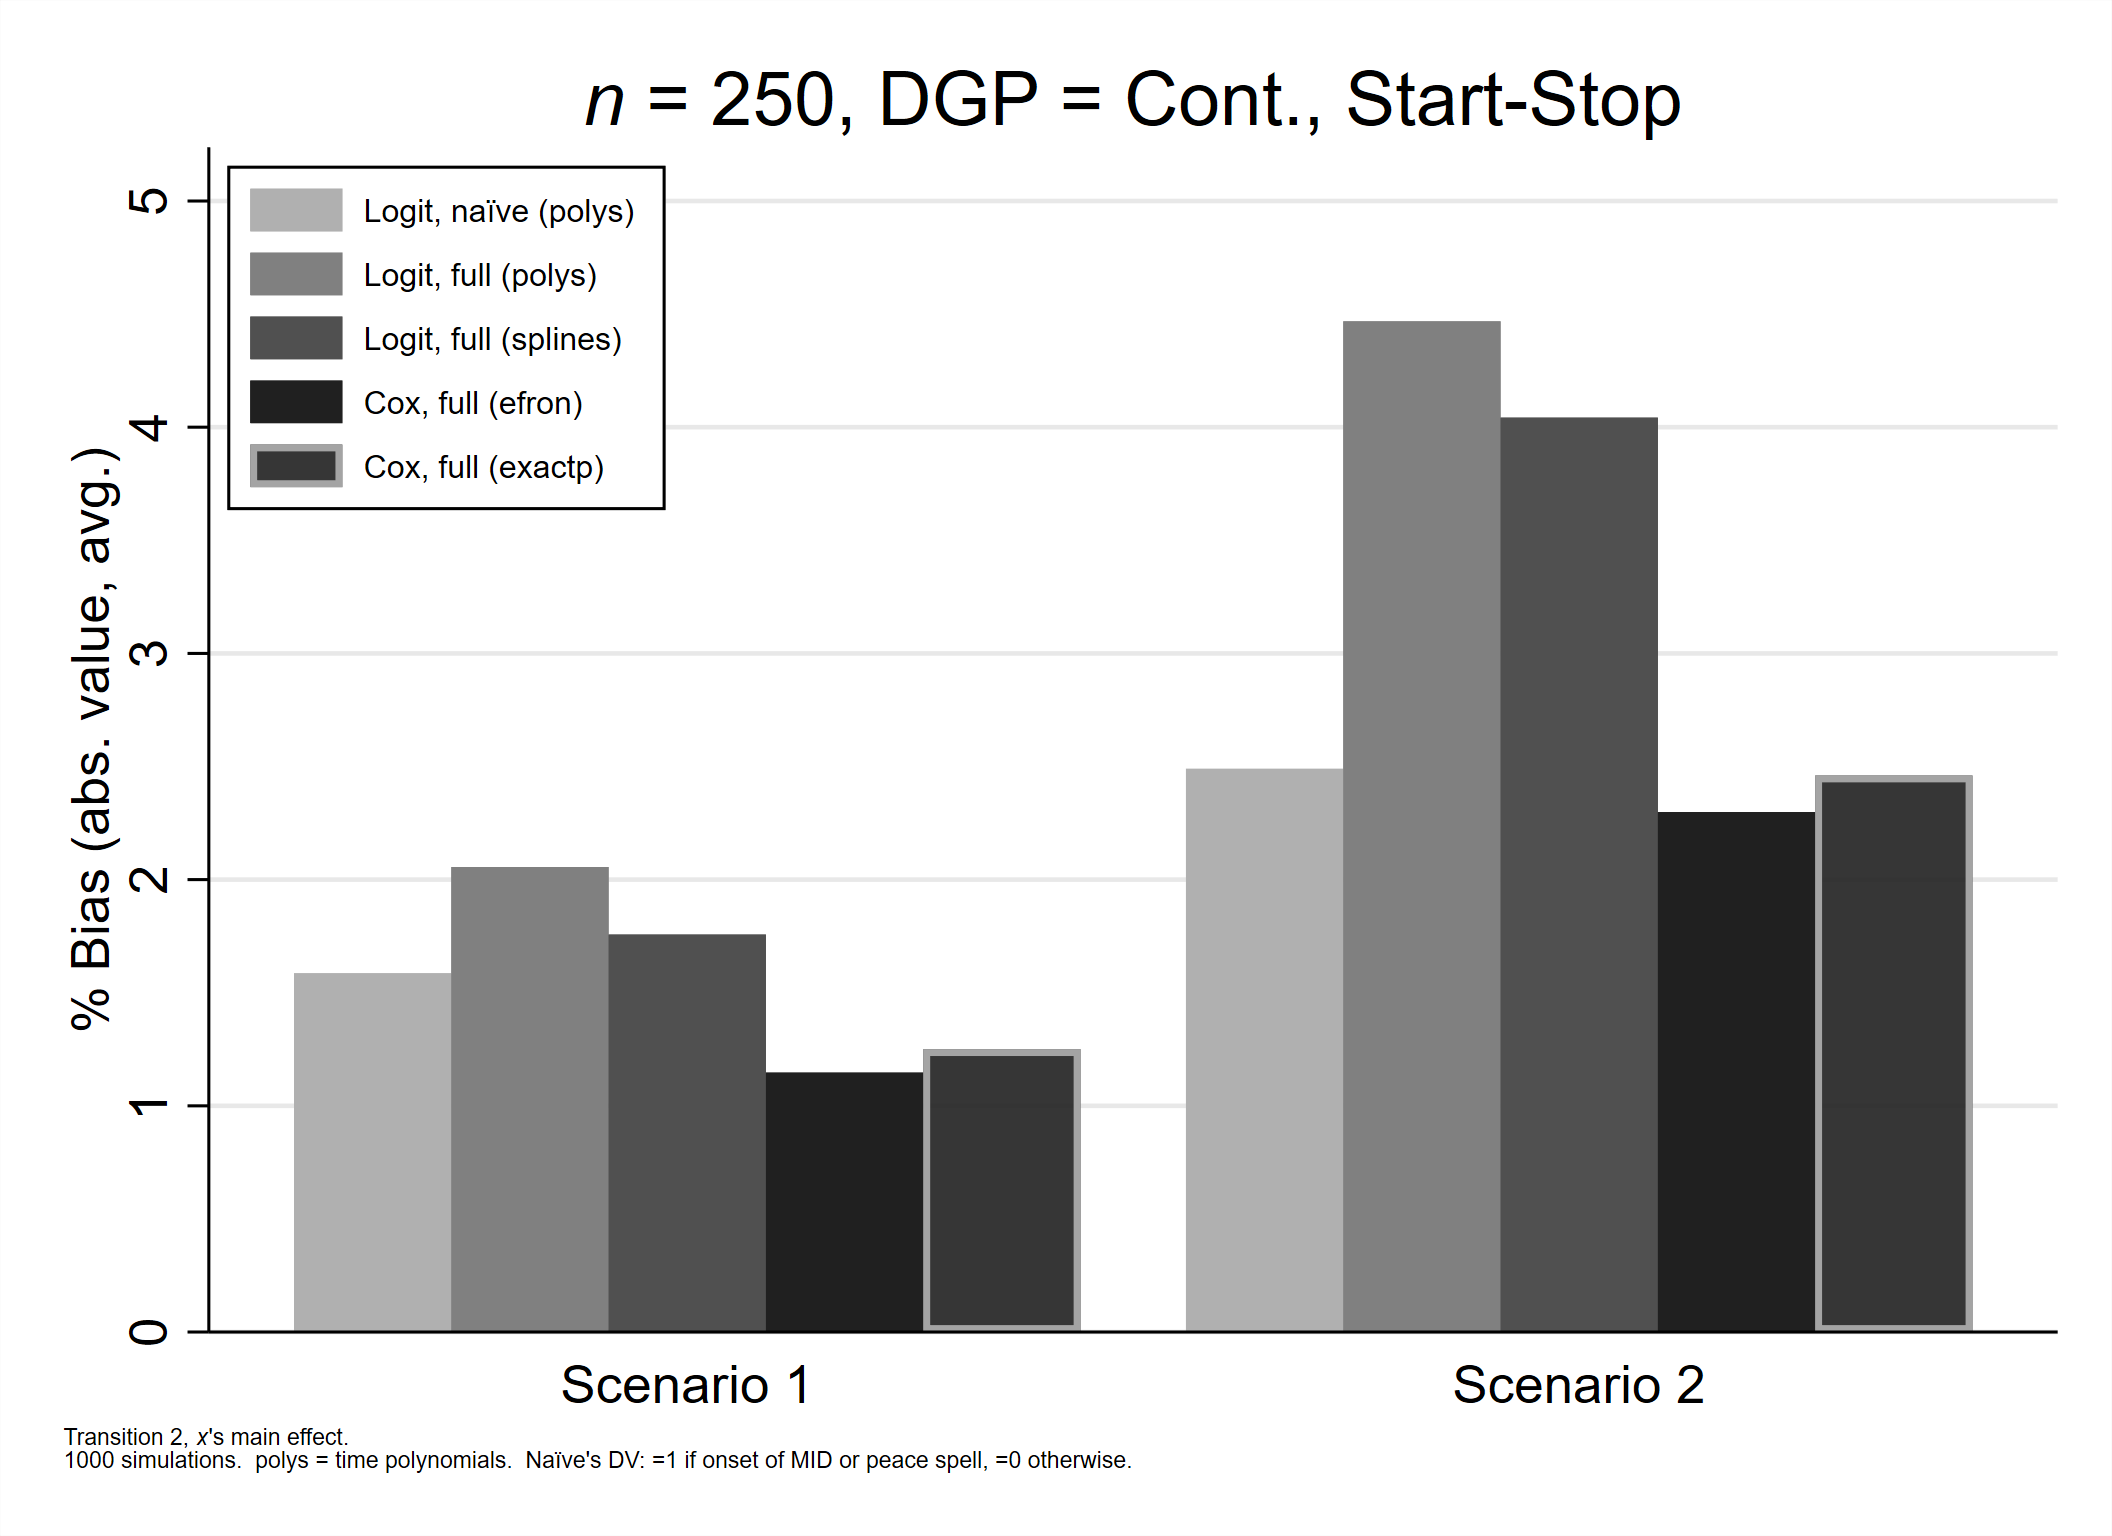 n = 250, DGP = Cont., Start-Stop
% Bias (abs. value, avg.)
5
4
3
2
1
0
Logit, naïve (polys)
Logit, full (polys)
Logit, full (splines)
Cox, full (efron)
Cox, full (exactp)
Scenario 1
Scenario 2
Transition 2, x's main effect.
1000 simulations.  polys = time polynomials.  Naïve's DV: =1 if onset of MID or peace spell, =0 otherwise.